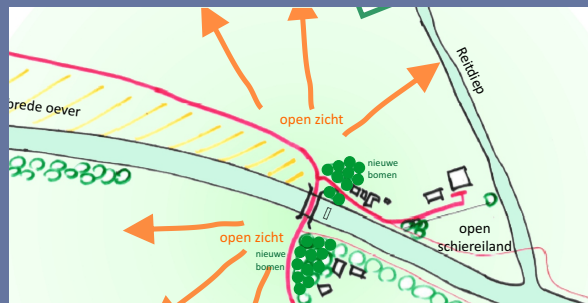 Reitdiep
brede oever
open zicht
nieuwe
bomen
open
schiereiland
open zicht
nieuwe
bomen